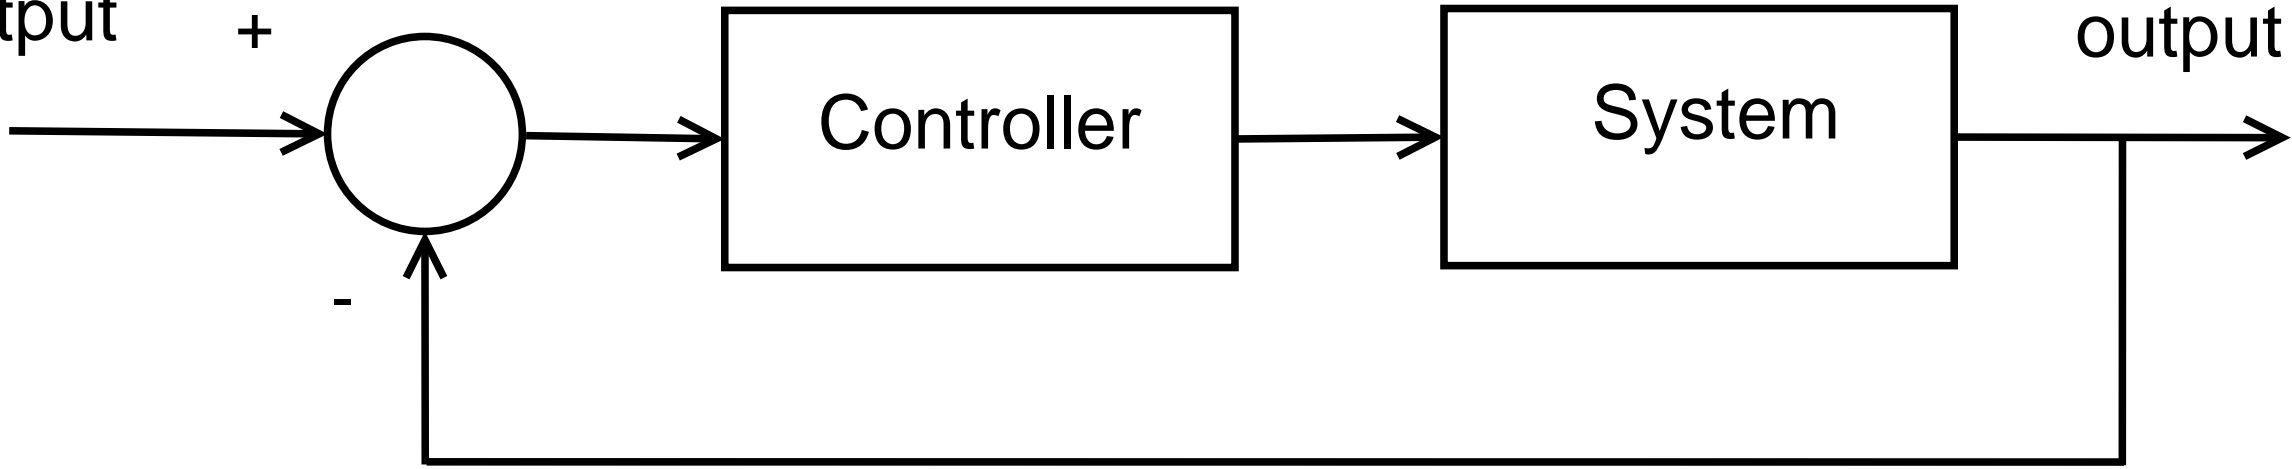 tput
+
Controller
System
output
-